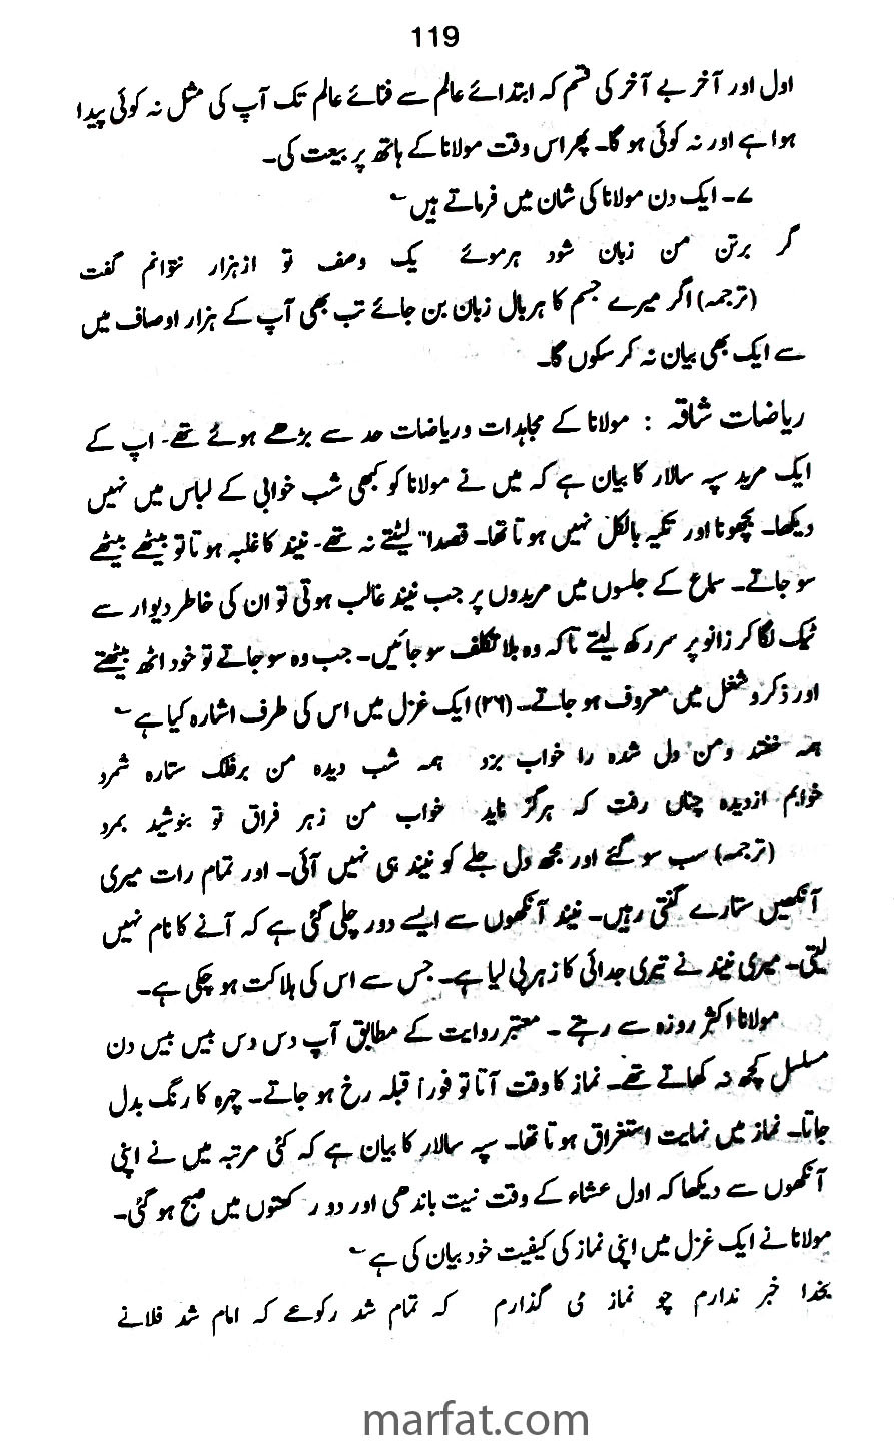 119
اول اور آخر بے آخر کی قسم کہ ابتدائے عالم سے فنائے عالم تک آپ کی مثل نہ کوئی پیدا
ہوا ہے اور نہ کوئی ہو گا۔ پھر اس وقت مولانا کے ہاتھ پر بیعت کی۔
۷۔ ایک دن مولانا کی شان میں فرماتے ہیں ؎
گر برتن من زبان شود ہرموئے یک وصف تو ازہزار نتوانم گفت
(ترجمہ) اگر میرے جسم کا ہر بال زبان بن جائے تب بھی آپ کے ہزار اوصاف میں
سے ایک بھی بیان نہ کر سکوں گا۔
ریاضات شاقہ : مولانا کے مجاہدات و ریاضات حد سے بڑھے ہوئے تھے۔ اپ کے
ایک مرید سپہ سالار کا بیان ہے کہ میں نے مولانا کو کبھی شب خوابی کے لباس میں نہیں
دیکھا۔ بچھونا اور تکیہ بالکل نہیں ہوتا تھا۔ قصدا" لیٹتے نہ تھے۔ نیند کا غلبہ ہوتا تو بیٹھے بیٹھے
سو جاتے۔ سماع کے جلسوں میں مریدوں پر جب نیند غالب ہوتی تو ان کی خاطر دیوار سے
ٹیک لگا کر زانو پر سر رکھ لیتے تاکہ وہ بلا تکلف سو جائیں۔ جب وہ سو جاتے تو خود اٹھ بیٹھتے
اور ذکر و شغل میں معروف ہو جاتے۔ (۲۶) ایک غزل میں اس کی طرف اشارہ کیا ہے ؎
ہمہ خفتند ومن دل شدہ را خواب بزد ہمہ شب دیدہ من برفلک ستارہ شمرد
خوابم ازدیدہ چناں رفت کہ ہرگز ناید خواب من زہر فراق تو بنوشید بمرد
(ترجمہ) سب سو گئے اور مجھ دل جلے کو نیند ہی نہیں آئی۔ اور تمام رات میری
آنکھیں ستارے گنتی رہیں۔ نیند آنکھوں سے ایسے دور چلی گئی ہے کہ آنے کا نام نہیں
لیتی۔ میری نیند نے تیری جدائی کا زہر پی لیا ہے۔ جس سے اس کی ہلاکت ہو چکی ہے۔
مولانا اکثر روزہ سے رہتے ۔ معتبر روایت کے مطابق آپ دس دس بیس بیس دن
مسلسل کچھ نہ کھاتے تھے۔ نماز کا وقت آتا تو فوراً قبلہ رخ ہو جاتے۔ چہرہ کا رنگ بدل
جاتا۔ نماز میں نہایت استغراق ہوتا تھا۔ سپہ سالار کا بیان ہے کہ کئی مرتبہ میں نے اپنی
آنکھوں سے دیکھا کہ اول عشاء کے وقت نیت باندھی اور دو رکعتوں میں صبح ہو گئی۔
مولانا نے ایک غزل میں اپنی نماز کی کیفیت خود بیان کی ہے ؎
بخدا خبر ندارم چو نماز می گذارم کہ تمام شد رکوعے کہ امام شد فلانے
marfat.com